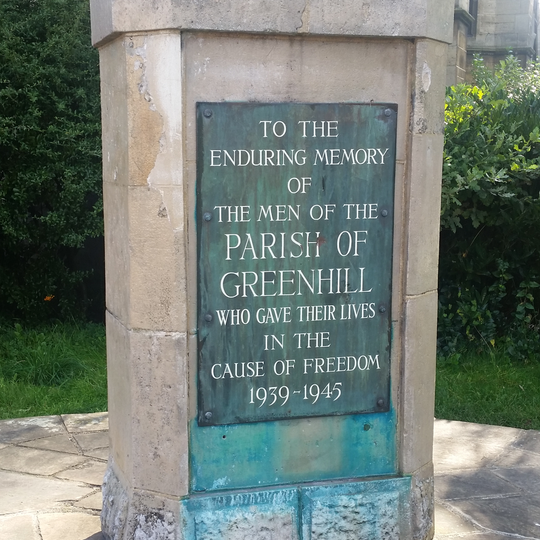 TO THE
ENDURING MEMORY
OF
THE MEN OF THE
PARISH OF
GREENHILL
WHO GAVE THEIR LIVES
IN THE
CAUSE OF FREEDOM
1939-1945